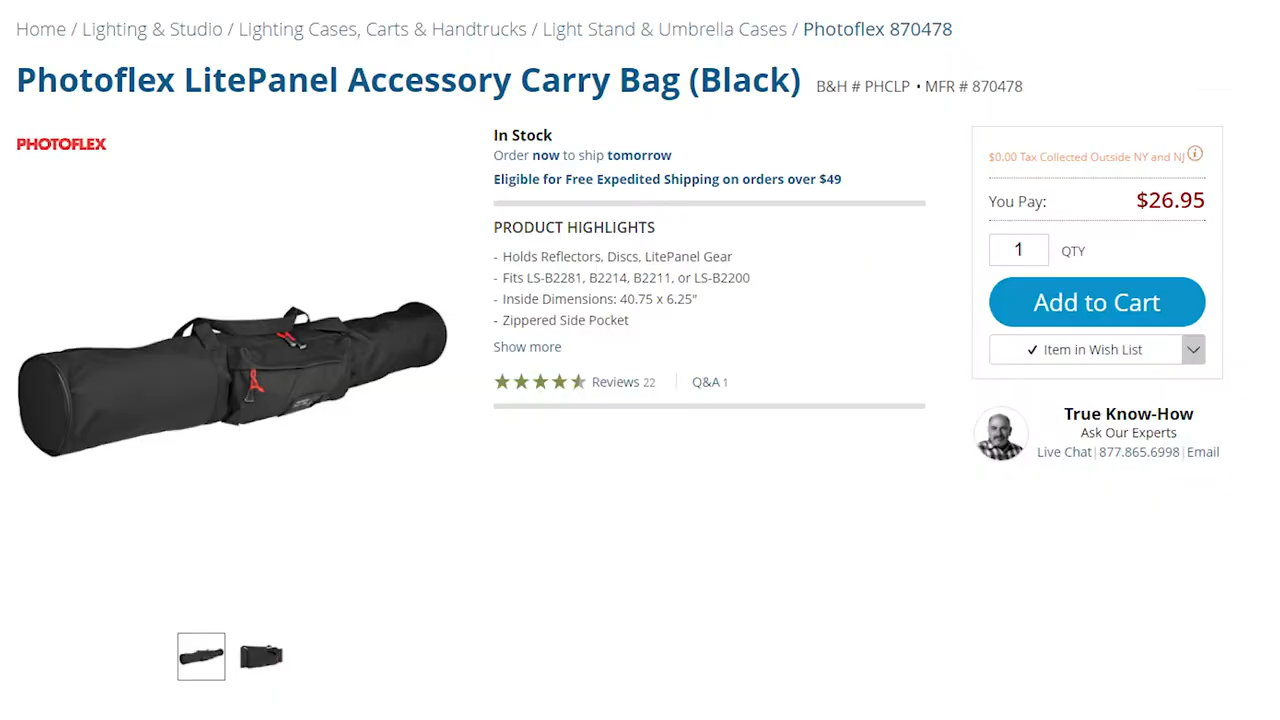 Home / Lighting & Studio / Lighting Cases, Carts & Handtrucks / Light Stand & Umbrella Cases / Photoflex 870478
Photoflex LitePanel Accessory Carry Bag (Black) B&H # PHCLP • MFR # 870478
PHOTOFLEX
In Stock
Order now to ship tomorrow
Eligible for Free Expedited Shipping on orders over $49
PRODUCT HIGHLIGHTS
- Holds Reflectors, Discs, LitePanel Gear
- Fits LS-B2281, B2214, B2211, or LS-B2200
- Inside Dimensions: 40.75 x 6.25"
- Zippered Side Pocket
Show more
Reviews 22 | Q&A 1
$0.00 Tax Collected Outside NY and NJ
You Pay: $26.95
1 QTY
Add to Cart
✓ Item in Wish List
True Know-How
Ask Our Experts
Live Chat | 877.865.6998 | Email